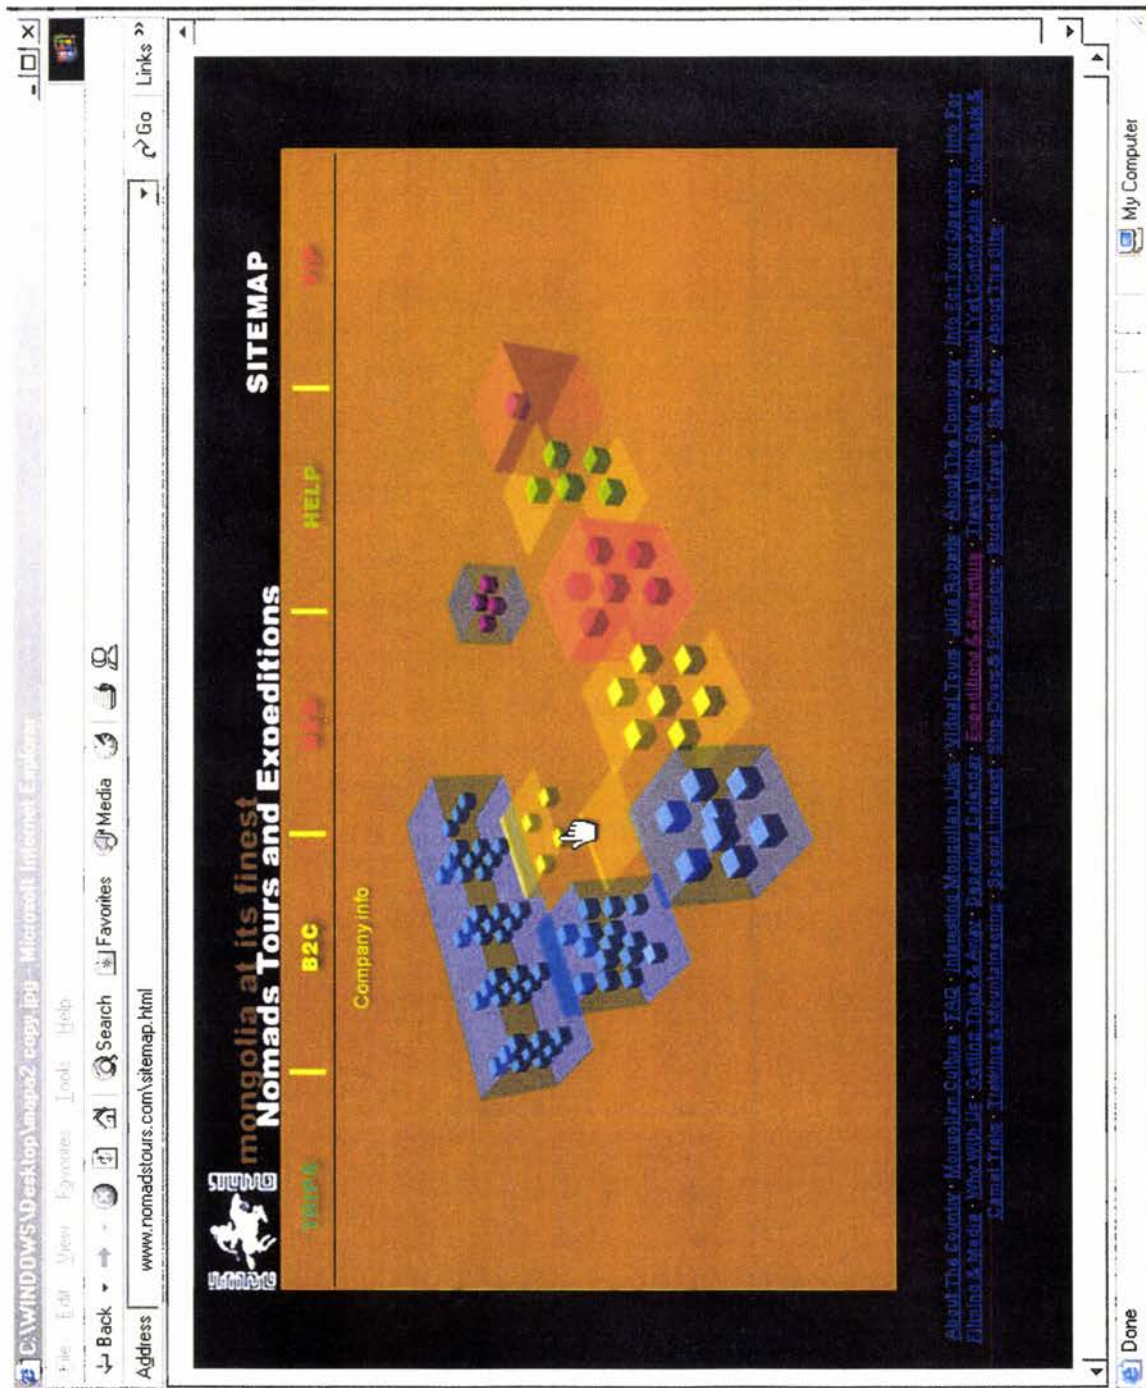 C:\WINDOWS\Desktop\mapa2 copy.jpg - Microsoft Internet Explorer
File Edit View Favorites Tools Help
Back Search Favorites Media
Address www.nomadstours.com\sitemap.html Go Links »
mongolia at its finest
Nomads Tours and Expeditions
SITEMAP
TRIPS B2C HELP VIP
Company info
About The Country · Mongolian Culture · FAQ · Interesting Mongolian Links · Virtual Tours · Julia Roberts · About The Company · Info For Tour Operators · Info For
Filming & Media · Why With Us · Getting There & Away · Departure Calendar · Expeditions & Adventure · Travel With Style · Cultural Yet Comfortable · Horseback &
Camel Treks · Trekking & Mountaineering · Special Interest · Stop-Overs & Extensions · Budget Travel · Site Map · About The Site ·
Done My Computer